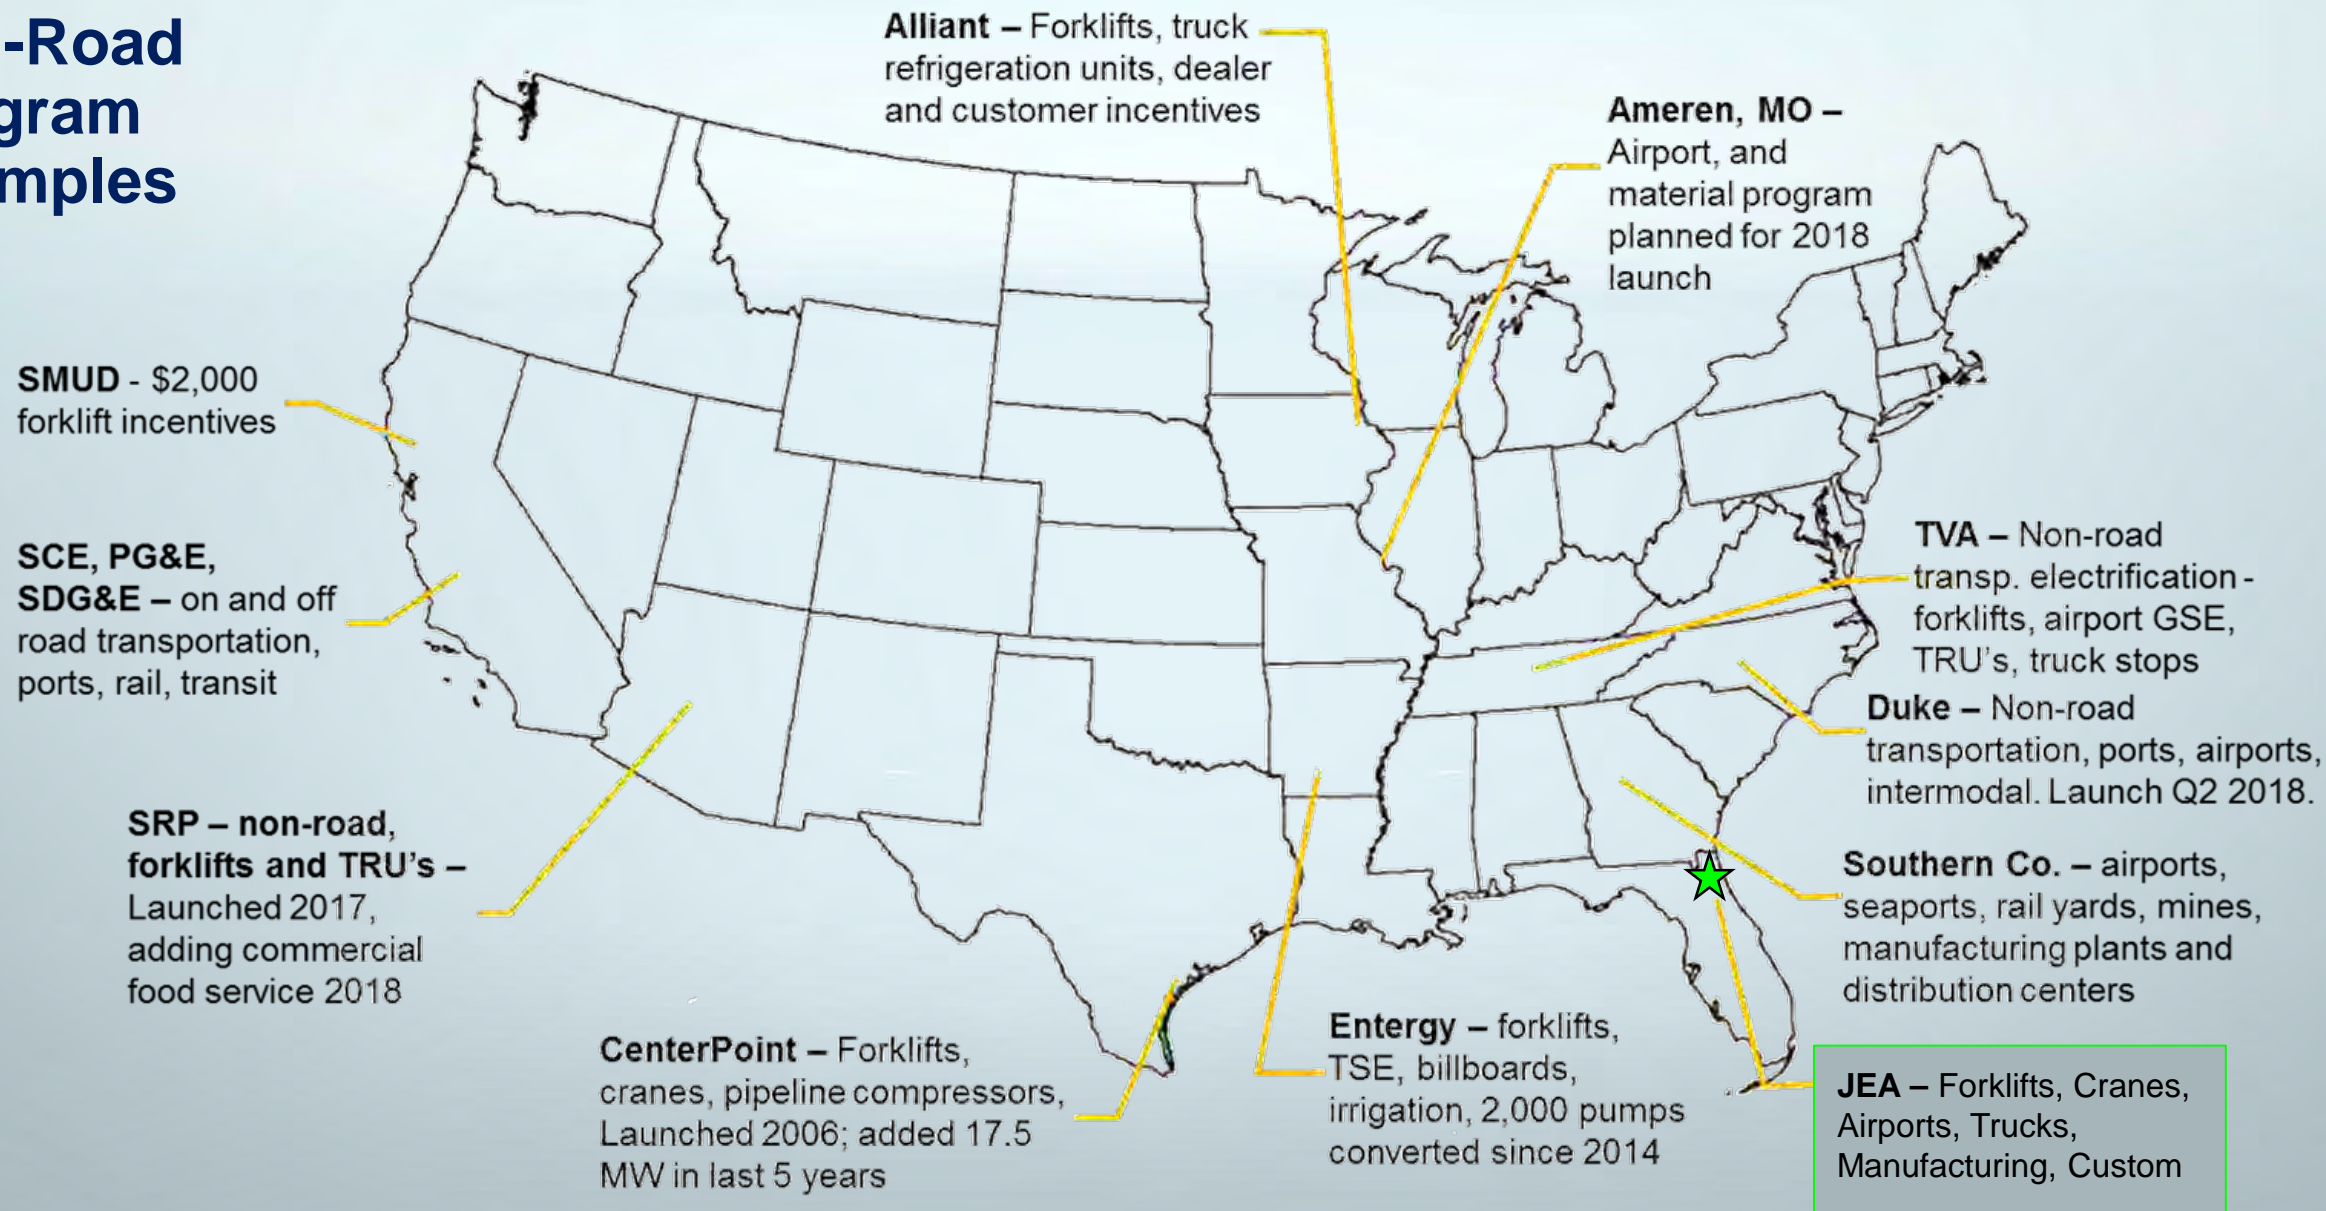 -Road
gram
mples
Alliant – Forklifts, truck
refrigeration units, dealer
and customer incentives
Ameren, MO –
Airport, and
material program
planned for 2018
launch
SMUD - $2,000
forklift incentives
SCE, PG&E,
SDG&E – on and off
road transportation,
ports, rail, transit
TVA – Non-road
transp. electrification -
forklifts, airport GSE,
TRU's, truck stops
Duke – Non-road
transportation, ports, airports,
intermodal. Launch Q2 2018.
SRP – non-road,
forklifts and TRU's –
Launched 2017,
adding commercial
food service 2018
Southern Co. – airports,
seaports, rail yards, mines,
manufacturing plants and
distribution centers
CenterPoint – Forklifts,
cranes, pipeline compressors,
Launched 2006; added 17.5
MW in last 5 years
Entergy – forklifts,
TSE, billboards,
irrigation, 2,000 pumps
converted since 2014
JEA – Forklifts, Cranes,
Airports, Trucks,
Manufacturing, Custom